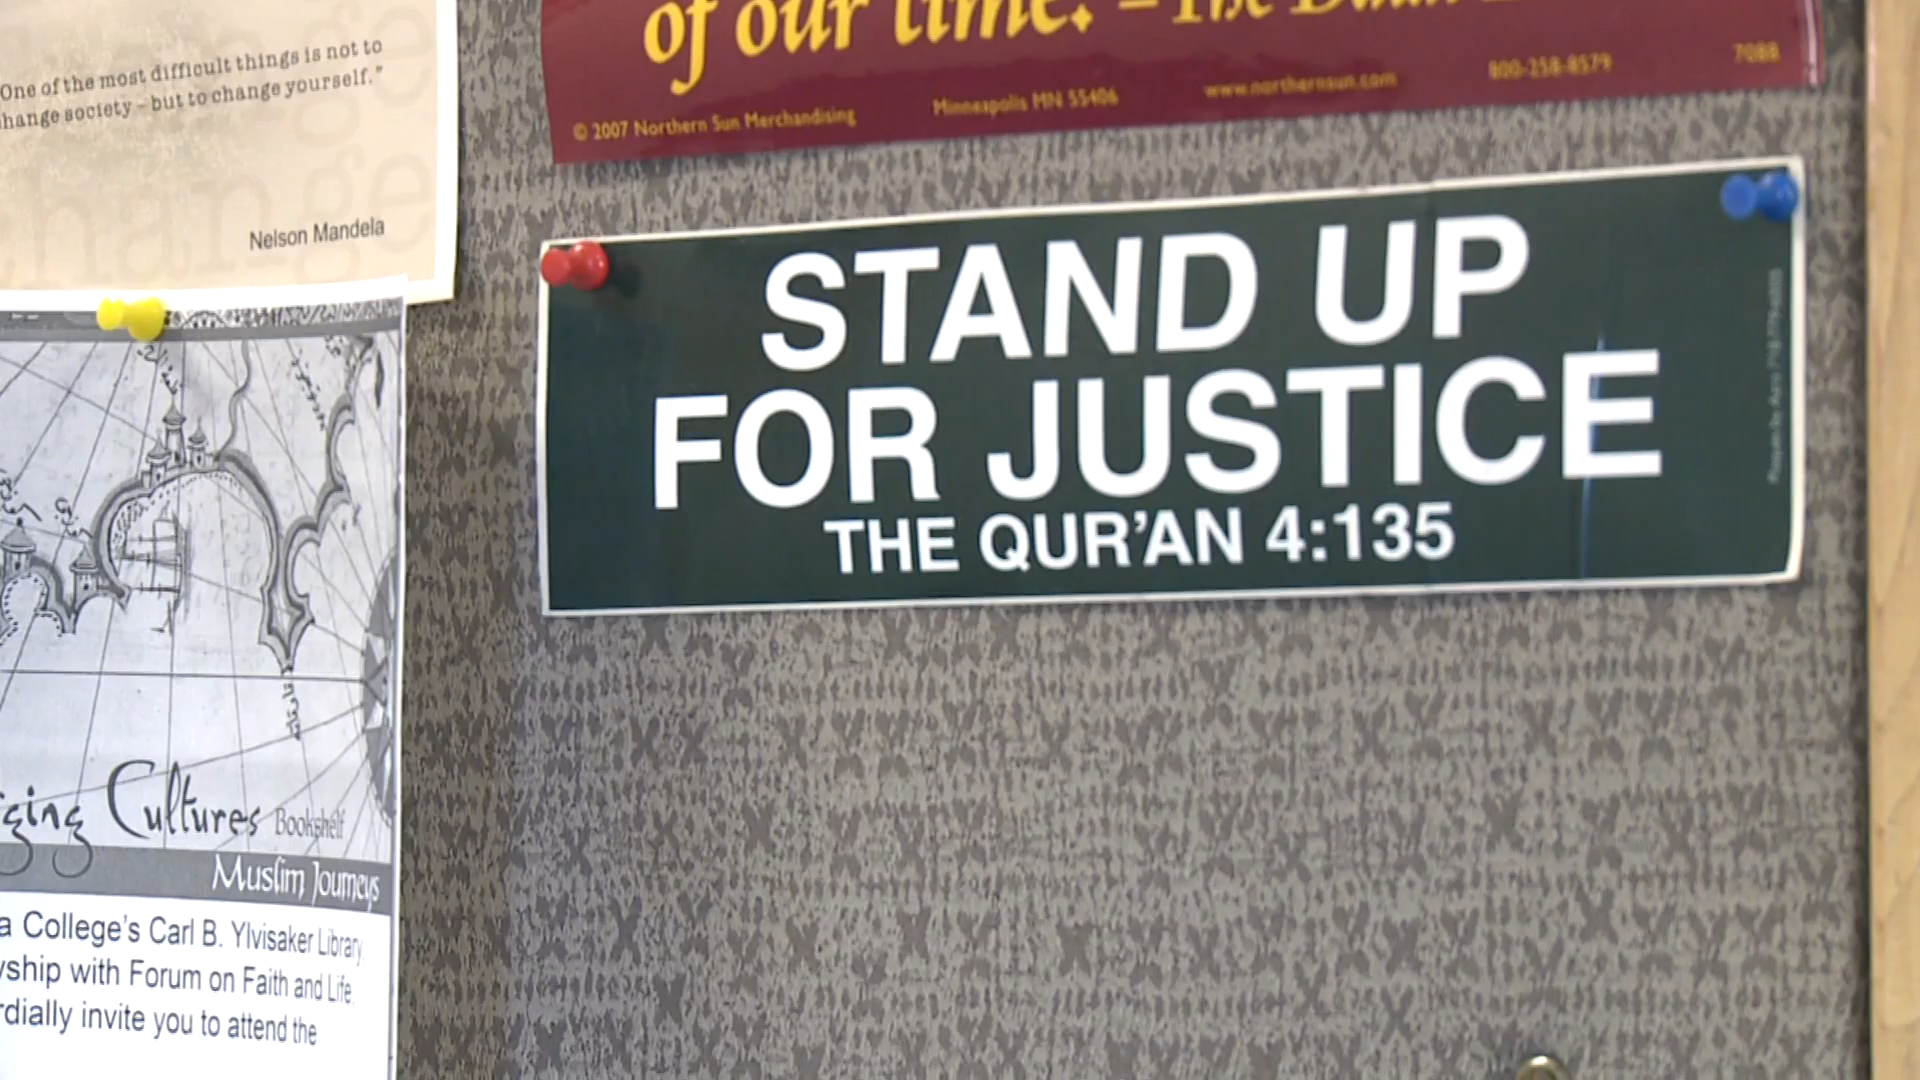 One of the most difficult things is not to
hange society – but to change yourself.”
Nelson Mandela
of our time. – The
© 2007 Northern Sun Merchandising
Minneapolis MN 55406
www.northernsun.com
800-258-8579
7088
STAND UP
FOR JUSTICE
THE QUR’AN 4:135
ging Cultures Bookshelf
Muslim Journeys
a College’s Carl B. Ylvisaker Library
ship with Forum on Faith and Life
rdially invite you to attend the